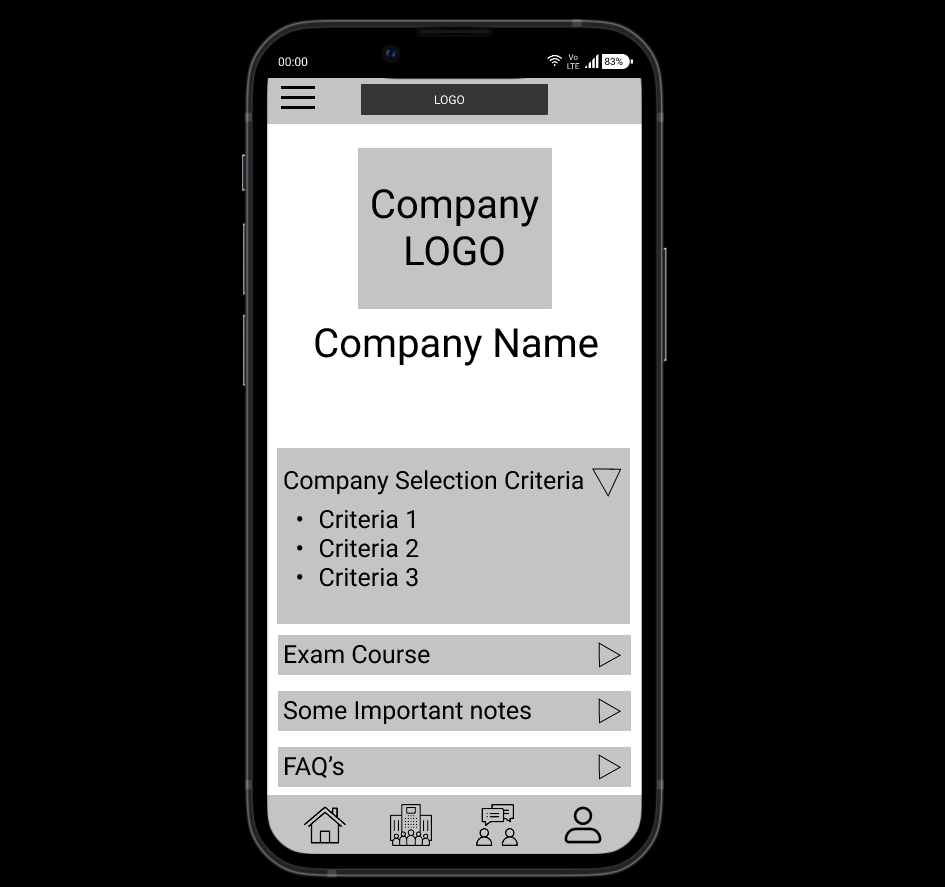 00:00
Vo
LTE
83%
LOGO
Company
LOGO
Company Name
Company Selection Criteria
• Criteria 1
• Criteria 2
• Criteria 3
Exam Course
Some Important notes
FAQ’s